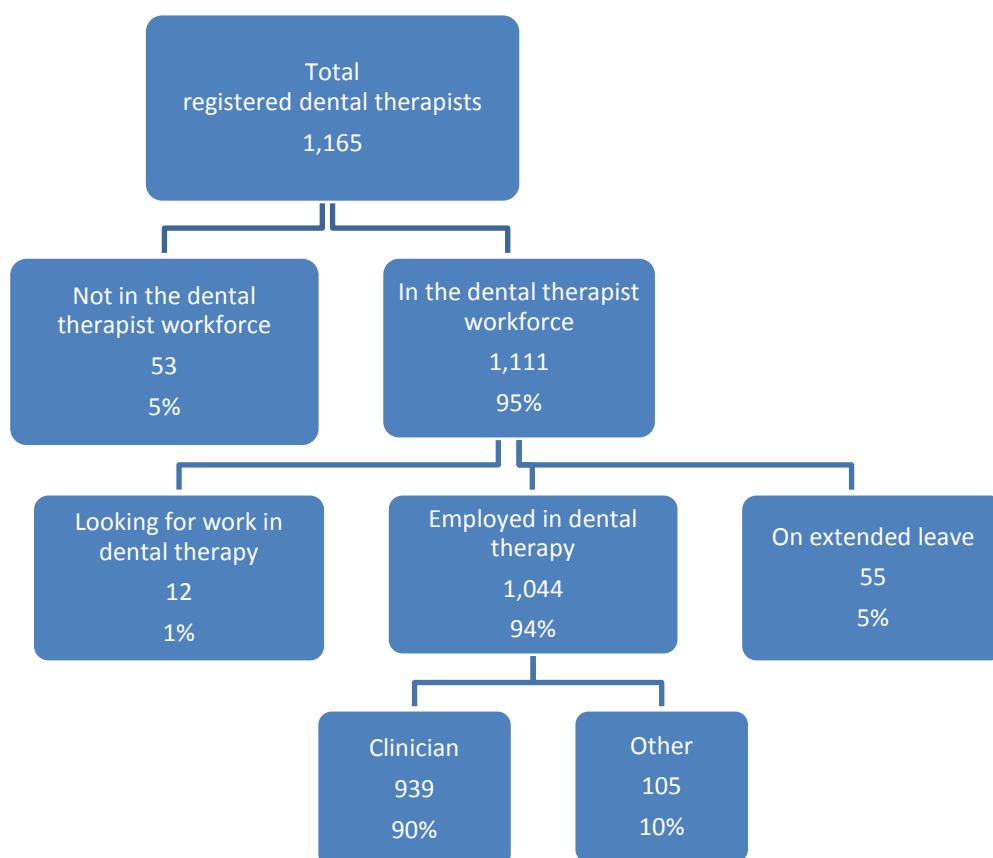 Total
registered dental therapists
1,165
Not in the dental
therapist workforce
53
5%
In the dental therapist
workforce
1,111
95%
Looking for work in
dental therapy
12
1%
Employed in dental
therapy
1,044
94%
On extended leave
55
5%
Clinician
939
90%
Other
105
10%